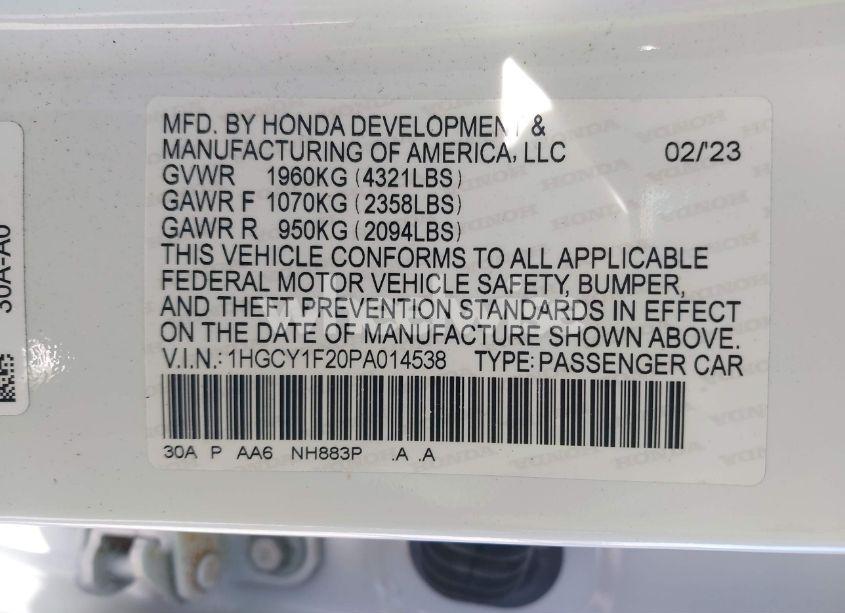 MFD. BY HONDA DEVELOPMENT &
MANUFACTURING OF AMERICA, LLC 02/'23
GVWR 1960KG (4321LBS)
GAWR F 1070KG (2358LBS)
GAWR R 950KG (2094LBS)
THIS VEHICLE CONFORMS TO ALL APPLICABLE
FEDERAL MOTOR VEHICLE SAFETY, BUMPER,
AND THEFT PREVENTION STANDARDS IN EFFECT
ON THE DATE OF MANUFACTURE SHOWN ABOVE.
V.I.N.: 1HGCY1F20PA014538 TYPE: PASSENGER CAR
30A P AA6 NH883P .A .A
30A-A0